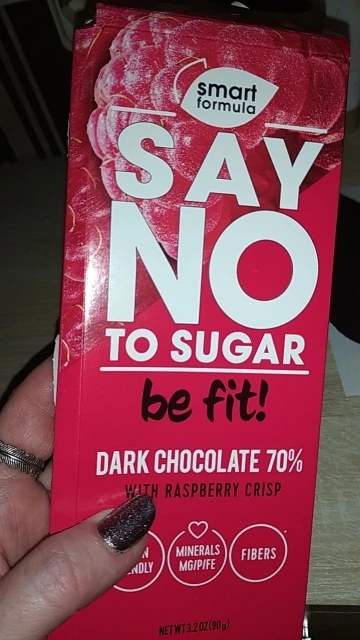 smart
formula
SAY
NO
TO SUGAR
be fit!
DARK CHOCOLATE 70%
WITH RASPBERRY CRISP
MINERALS
MG/P/FE
FIBERS
NET WT 3.2 OZ (90g)